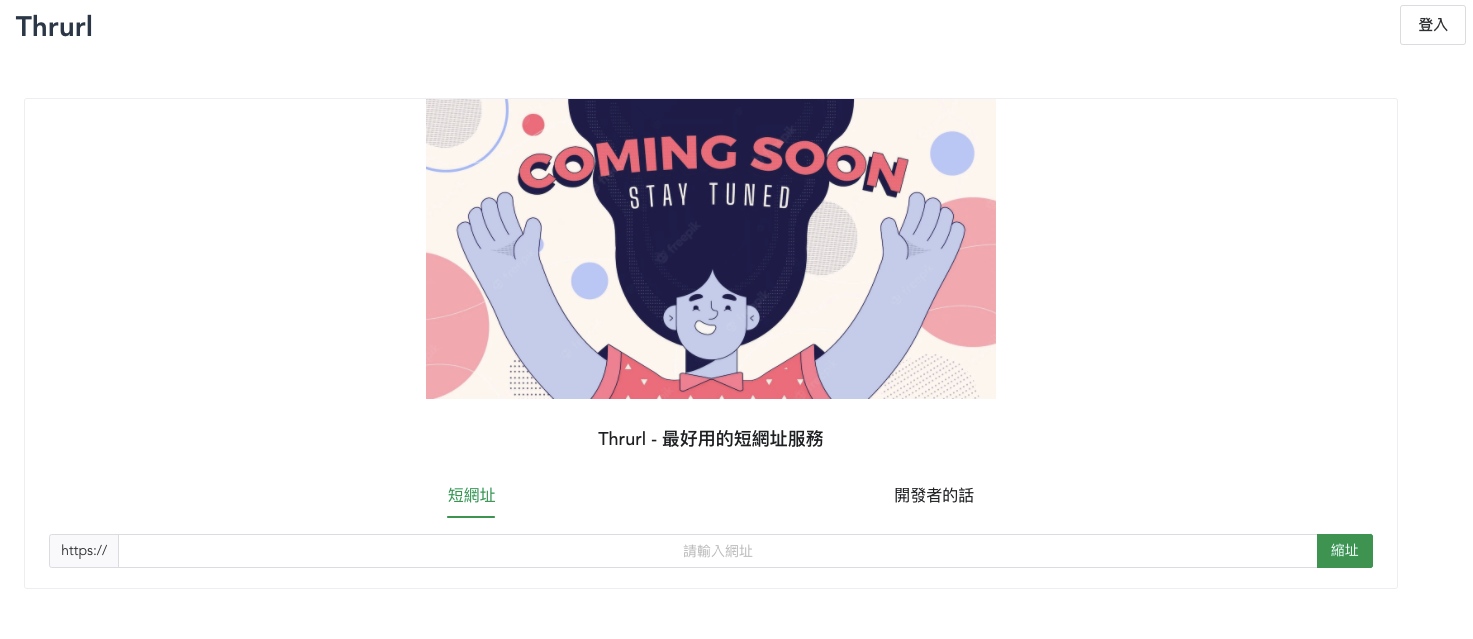 Thrurl
登入
COMING SOON
STAY TUNED
freepik
Thrurl - 最好用的短網址服務
短網址
開發者的話
https://
請輸入網址
縮址